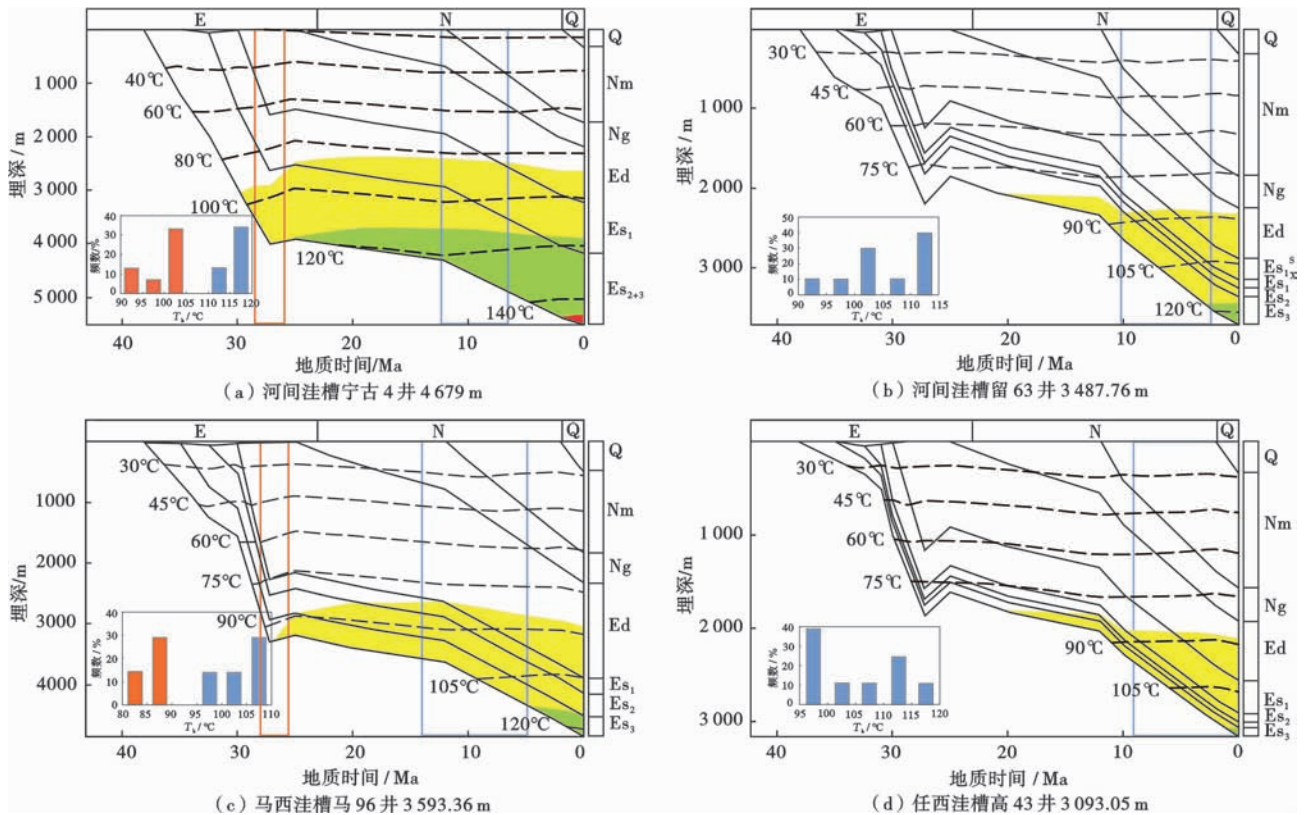 E N Q
埋深/m
1 000
2 000
3 000
4 000
5 000
40℃
60℃
80℃
100℃
120℃
140℃
Q
Nm
Ng
Ed
Es1
Es2+3
频数/%
40
30
20
10
0
90 95 100 105 110 112 115 120
Th/℃
40 30 20 10 0
地质时间/Ma
(a)河间洼槽宁古4井4 679 m
E N Q
埋深/m
1 000
2 000
3 000
30℃
45℃
60℃
75℃
90℃
105℃
120℃
Q
Nm
Ng
Ed
Es1s
Es1x
Es2
Es3
频数/%
50
40
30
20
10
0
90 95 100 105 110 115
Th/℃
40 30 20 10 0
地质时间/Ma
(b)河间洼槽留63井3 487.76 m
E N Q
埋深/m
1000
2000
3000
4000
30℃
45℃
60℃
75℃
90℃
105℃
120℃
Q
Nm
Ng
Ed
Es1
Es2
Es3
频数/%
40
30
20
10
0
80 85 90 95 100 105 110
Th/℃
40 30 20 10 0
地质时间/Ma
(c)马西洼槽马96井3 593.36 m
E N Q
埋深/m
1 000
2 000
3 000
30℃
45℃
60℃
75℃
90℃
105℃
Q
Nm
Ng
Ed
Es1
Es2
Es3
频数/%
40
30
20
10
0
95 100 105 110 115 120
Th/℃
40 30 20 10 0
地质时间/Ma
(d)任西洼槽高43井3 093.05 m